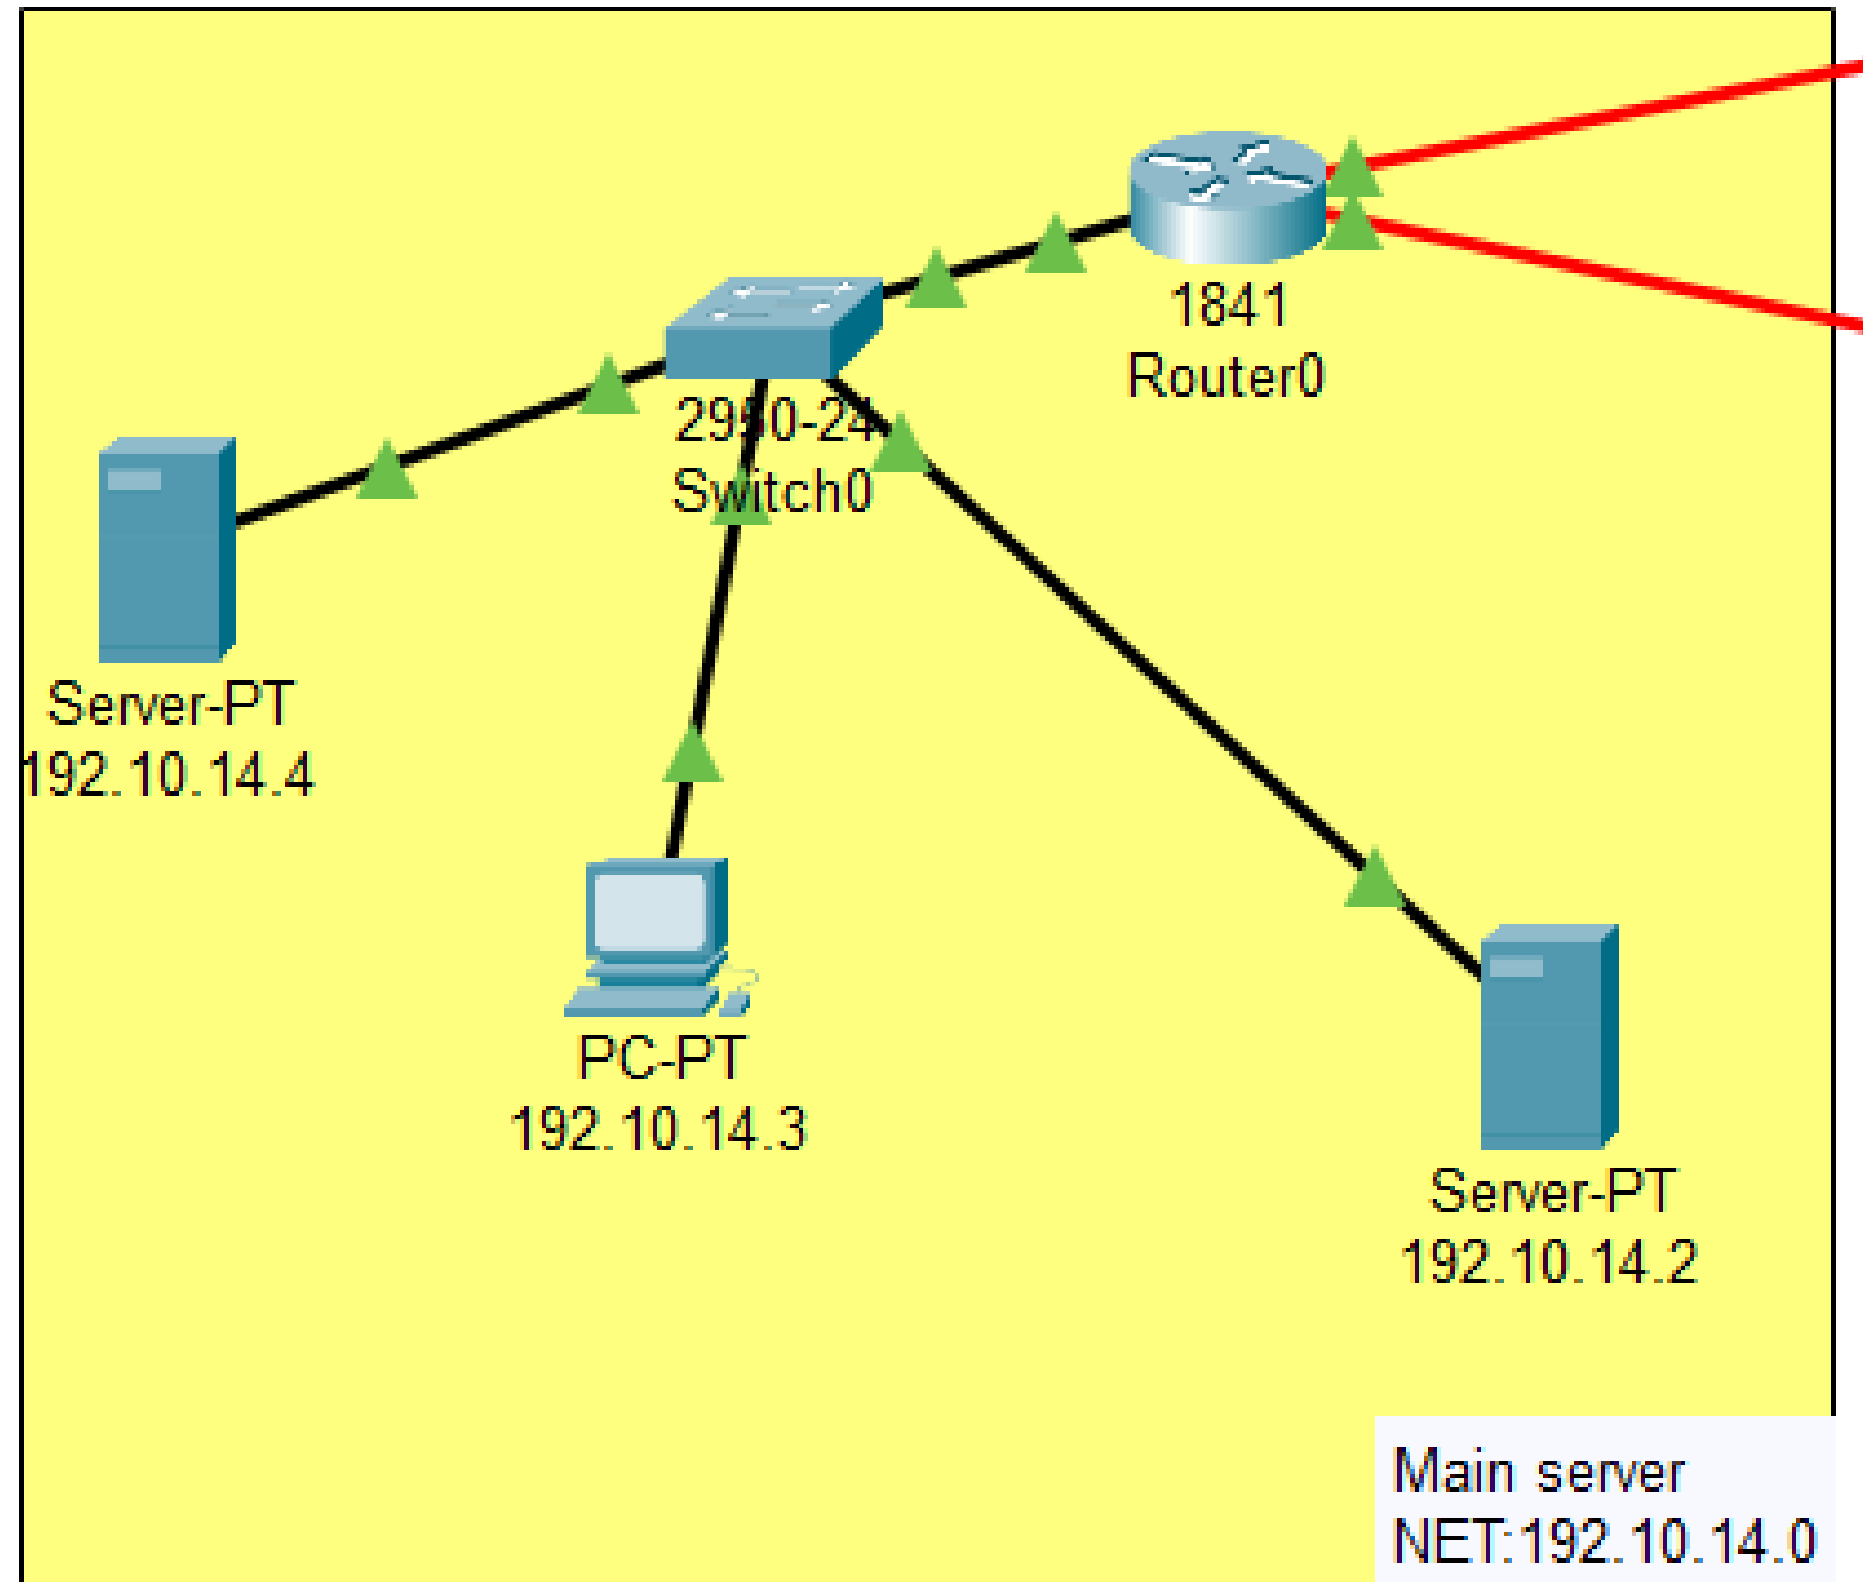 1841
Router0
2950-24
Switch0
Server-PT
192.10.14.4
PC-PT
192.10.14.3
Server-PT
192.10.14.2
Main server
NET:192.10.14.0